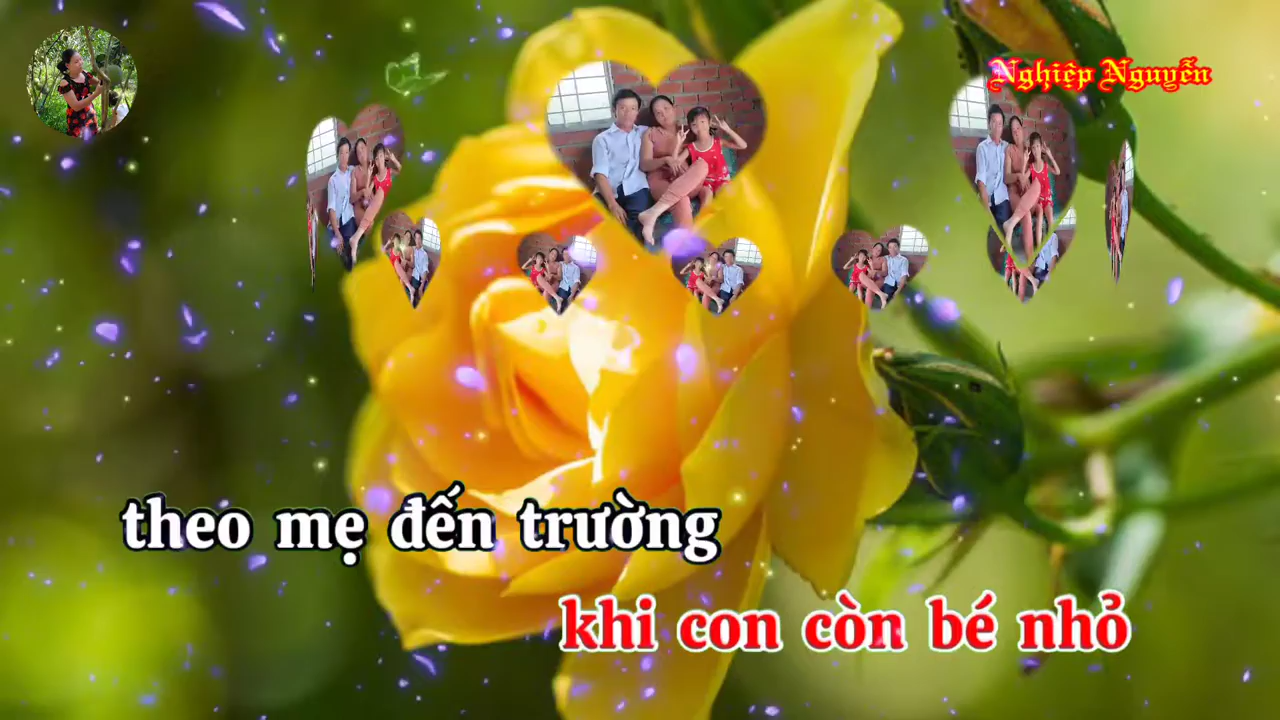 Nghiệp Nguyễn
theo mẹ đến trường
khi con còn bé nhỏ